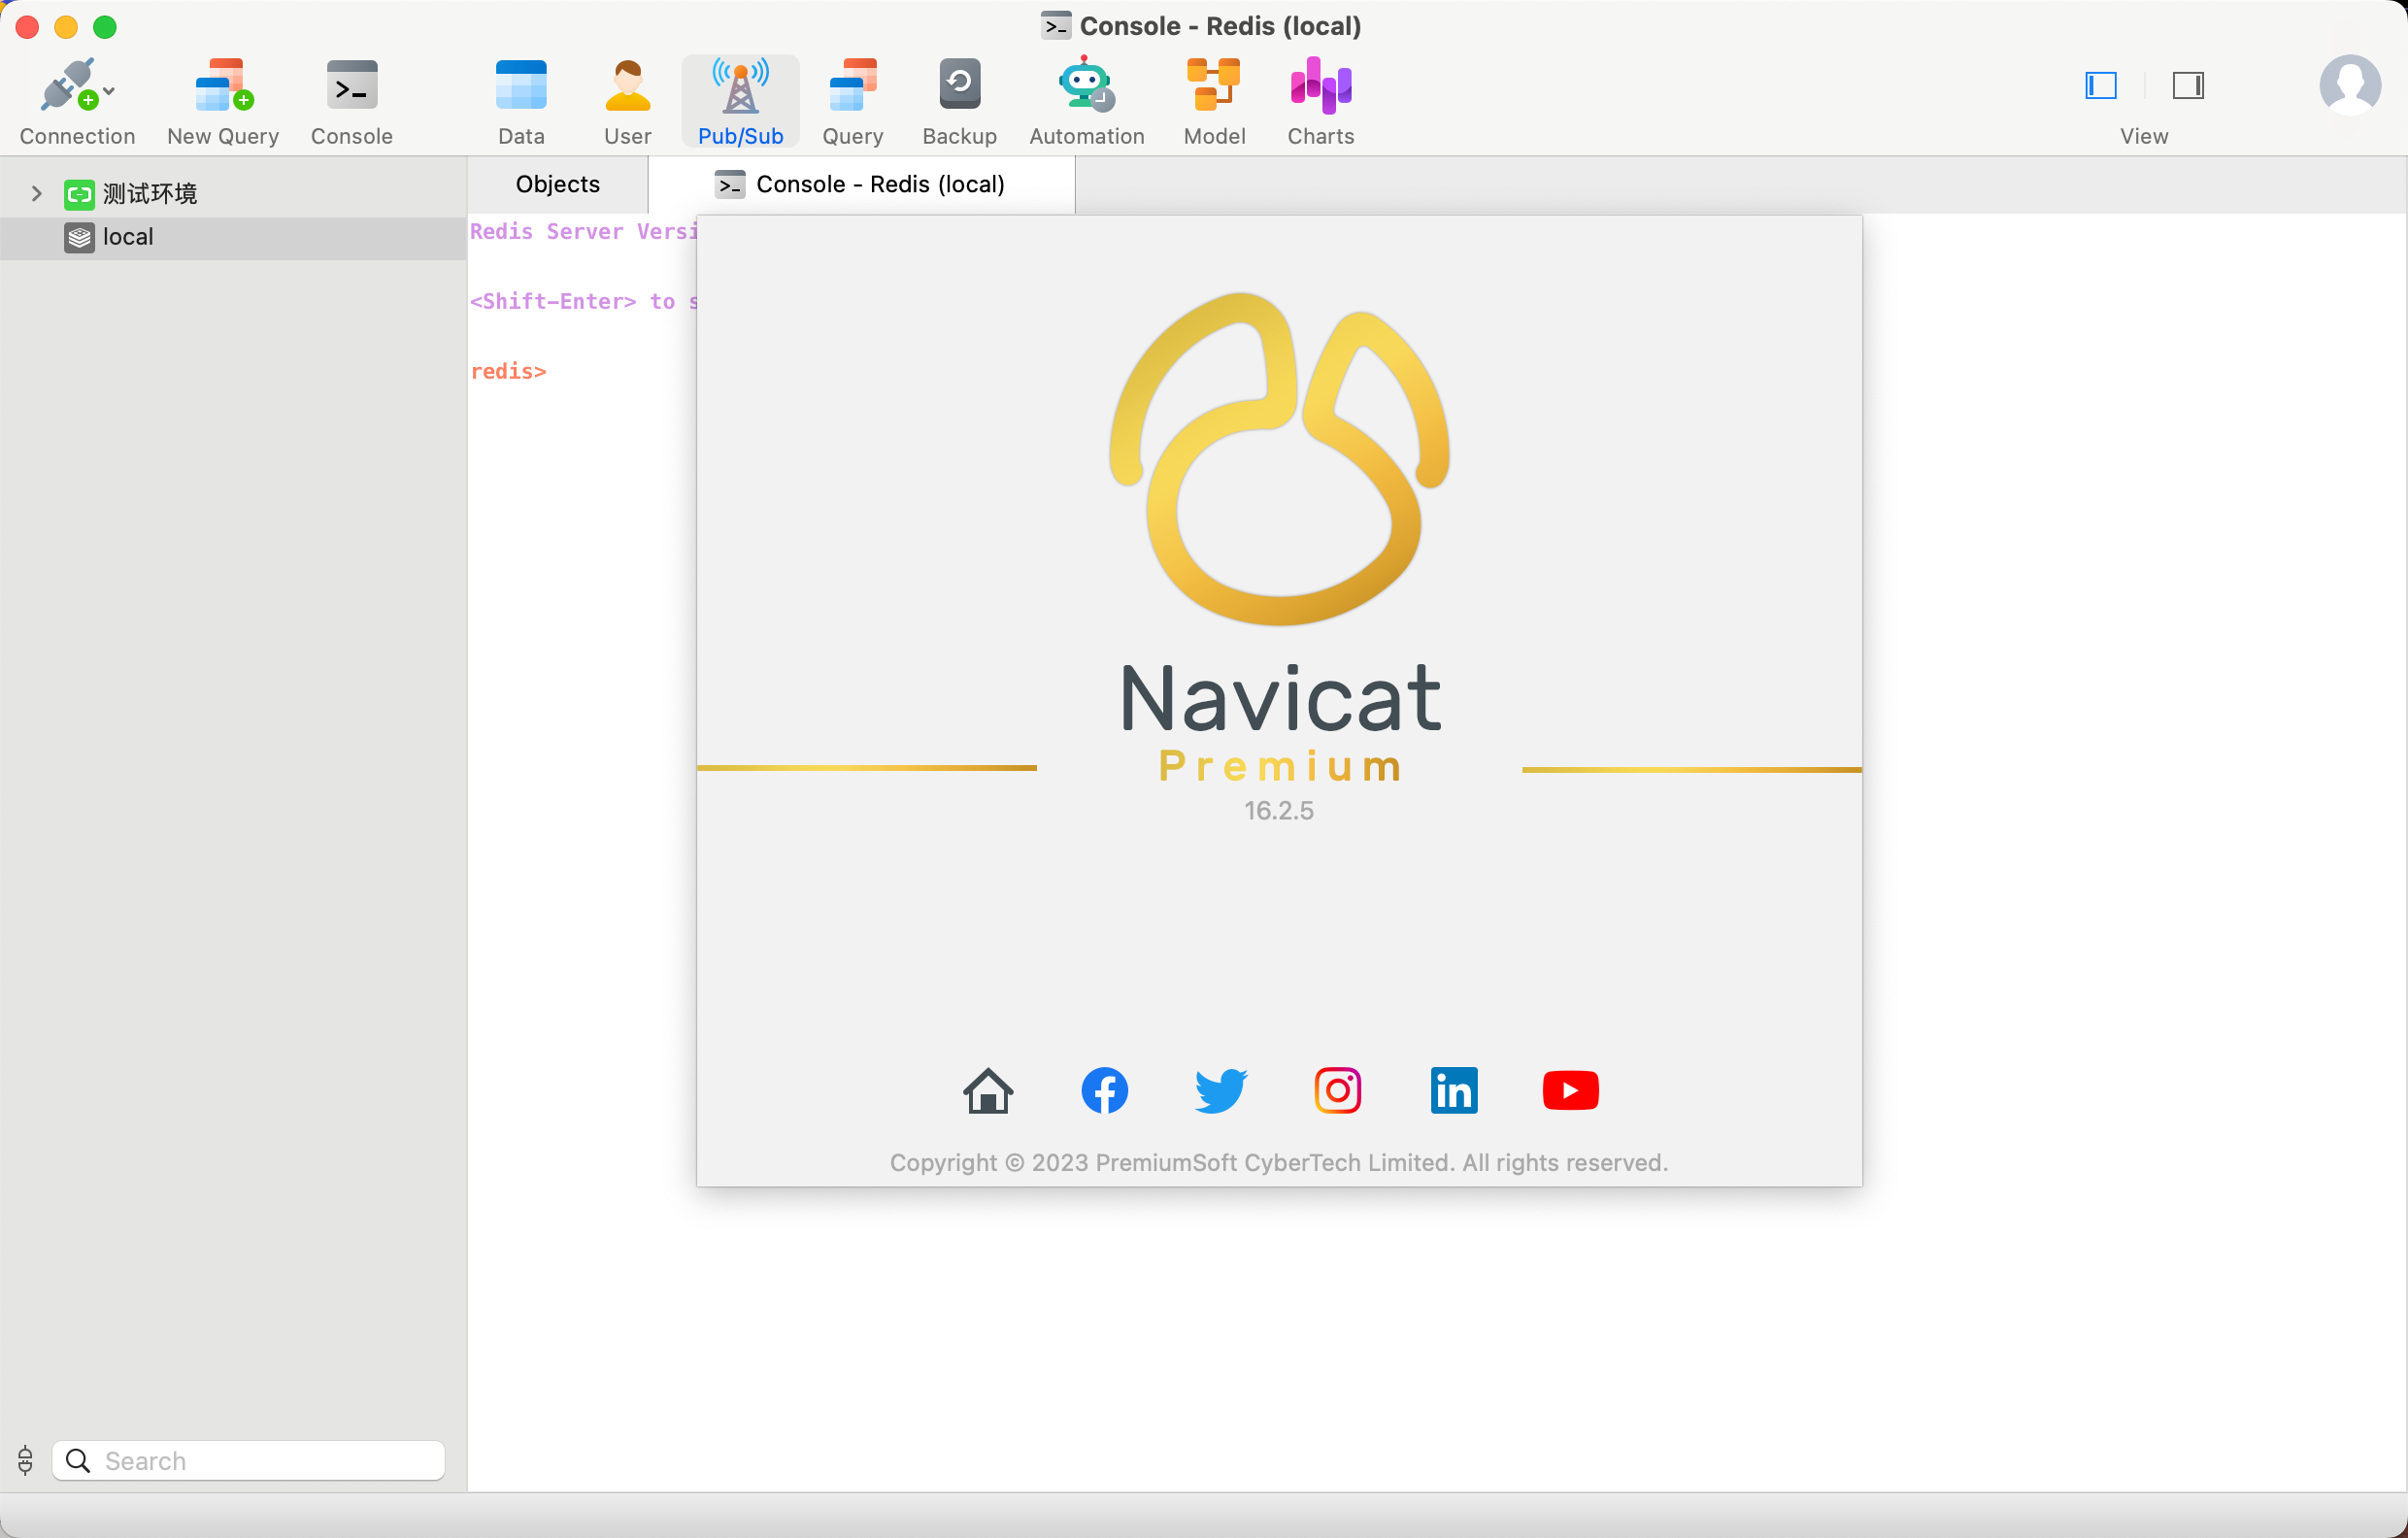 Console - Redis (local)
Connection
New Query
Console
Data
User
Pub/Sub
Query
Backup
Automation
Model
Charts
View
测试环境
local
Objects
Console - Redis (local)
Redis Server Versi
<Shift-Enter> to s
redis>
Navicat
Premium
16.2.5
Copyright © 2023 PremiumSoft CyberTech Limited. All rights reserved.
Search